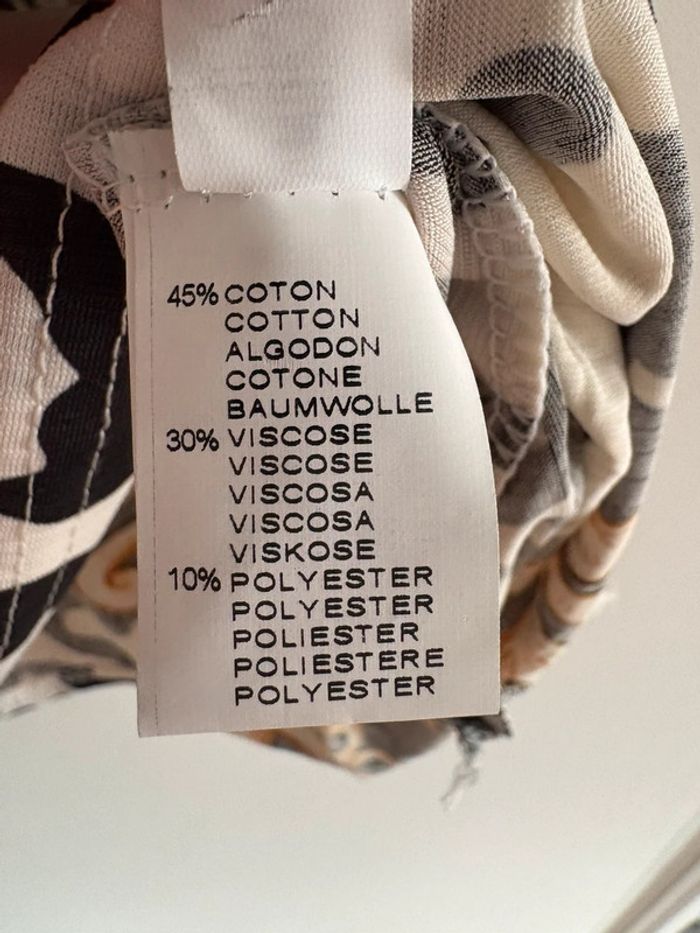 45% COTON
COTTON
ALGODON
COTONE
BAUMWOLLE
30% VISCOSE
VISCOSE
VISCOSA
VISCOSA
VISKOSE
10% POLYESTER
POLYESTER
POLIESTER
POLIESTERE
POLYESTER